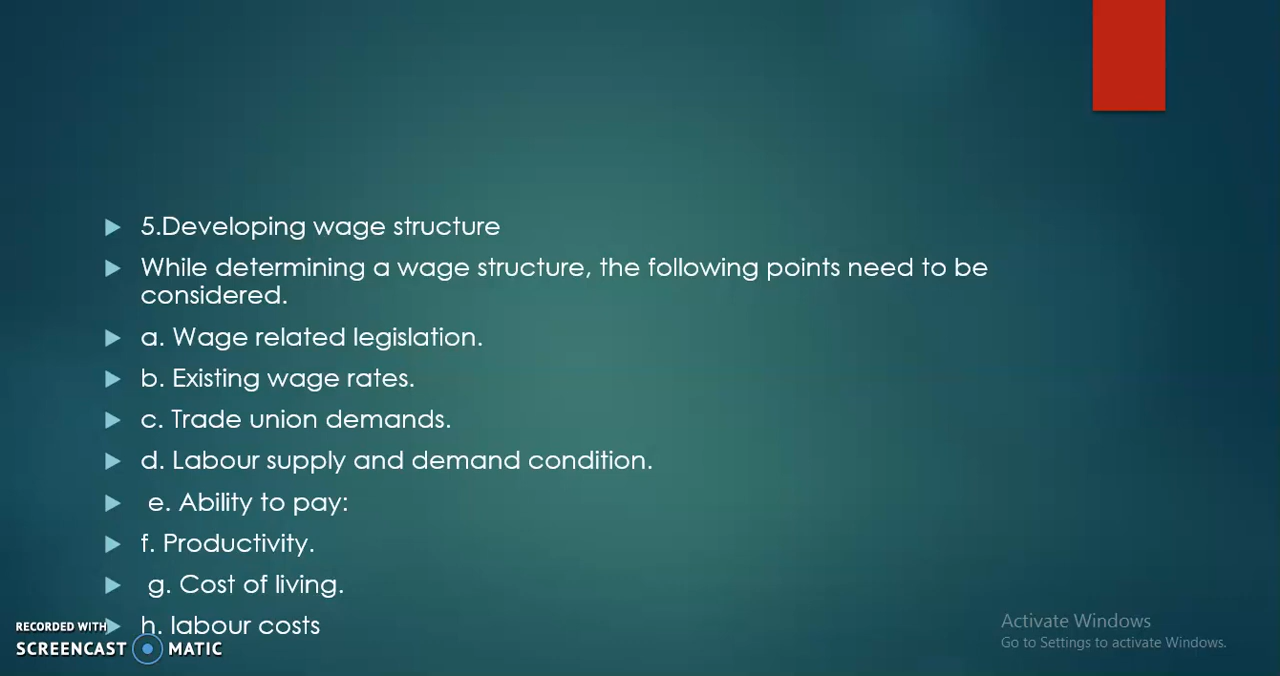 5.Developing wage structure
While determining a wage structure, the following points need to be
considered.
a. Wage related legislation.
b. Existing wage rates.
c. Trade union demands.
d. Labour supply and demand condition.
e. Ability to pay:
f. Productivity.
g. Cost of living.
h. labour costs
RECORDED WITH
SCREENCAST MATIC
Activate Windows
Go to Settings to activate Windows.